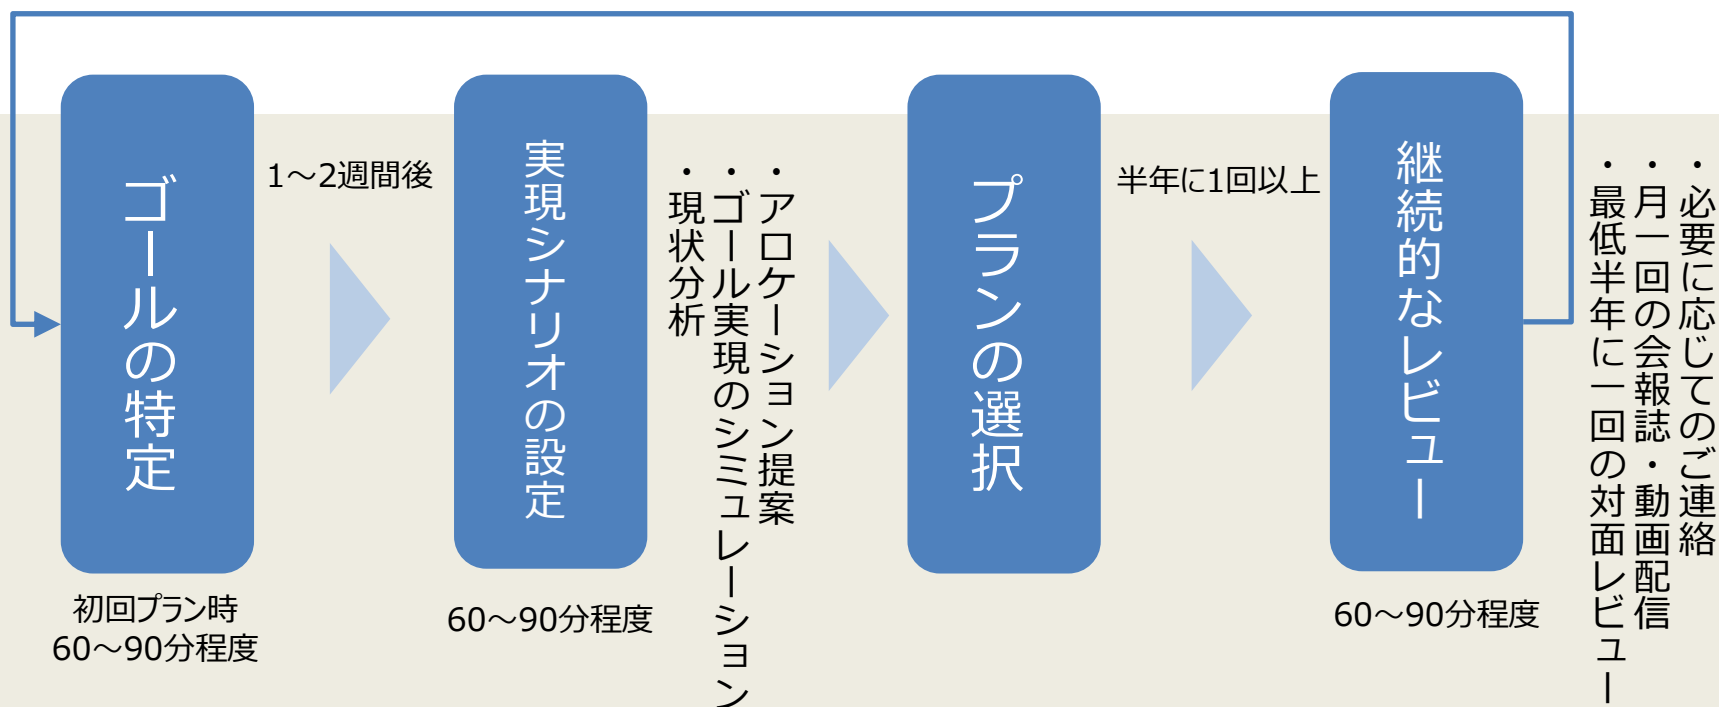 ゴールの特定
初回プラン時
60～90分程度
1～2週間後
実現シナリオの設定
60～90分程度
・アロケーション提案
・ゴール実現のシミュレーション
・現状分析
プランの選択
半年に1回以上
継続的なレビュー
60～90分程度
・必要に応じてのご連絡
・月一回の会報誌・動画配信
・最低半年に一回の対面レビュー